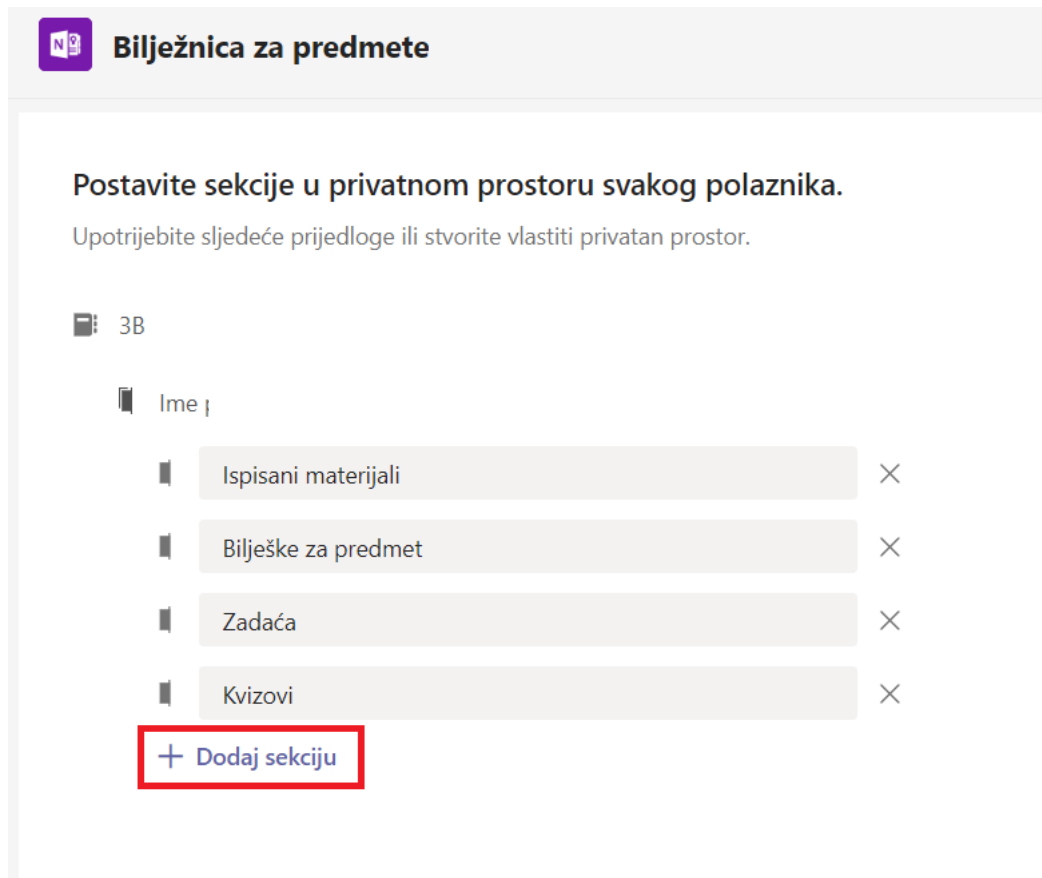 Bilježnica za predmete
Postavite sekcije u privatnom prostoru svakog polaznika.
Upotrijebite sljedeće prijedloge ili stvorite vlastiti privatan prostor.
3B
Ime
Ispisani materijali
Bilješke za predmet
Zadaća
Kvizovi
+ Dodaj sekciju